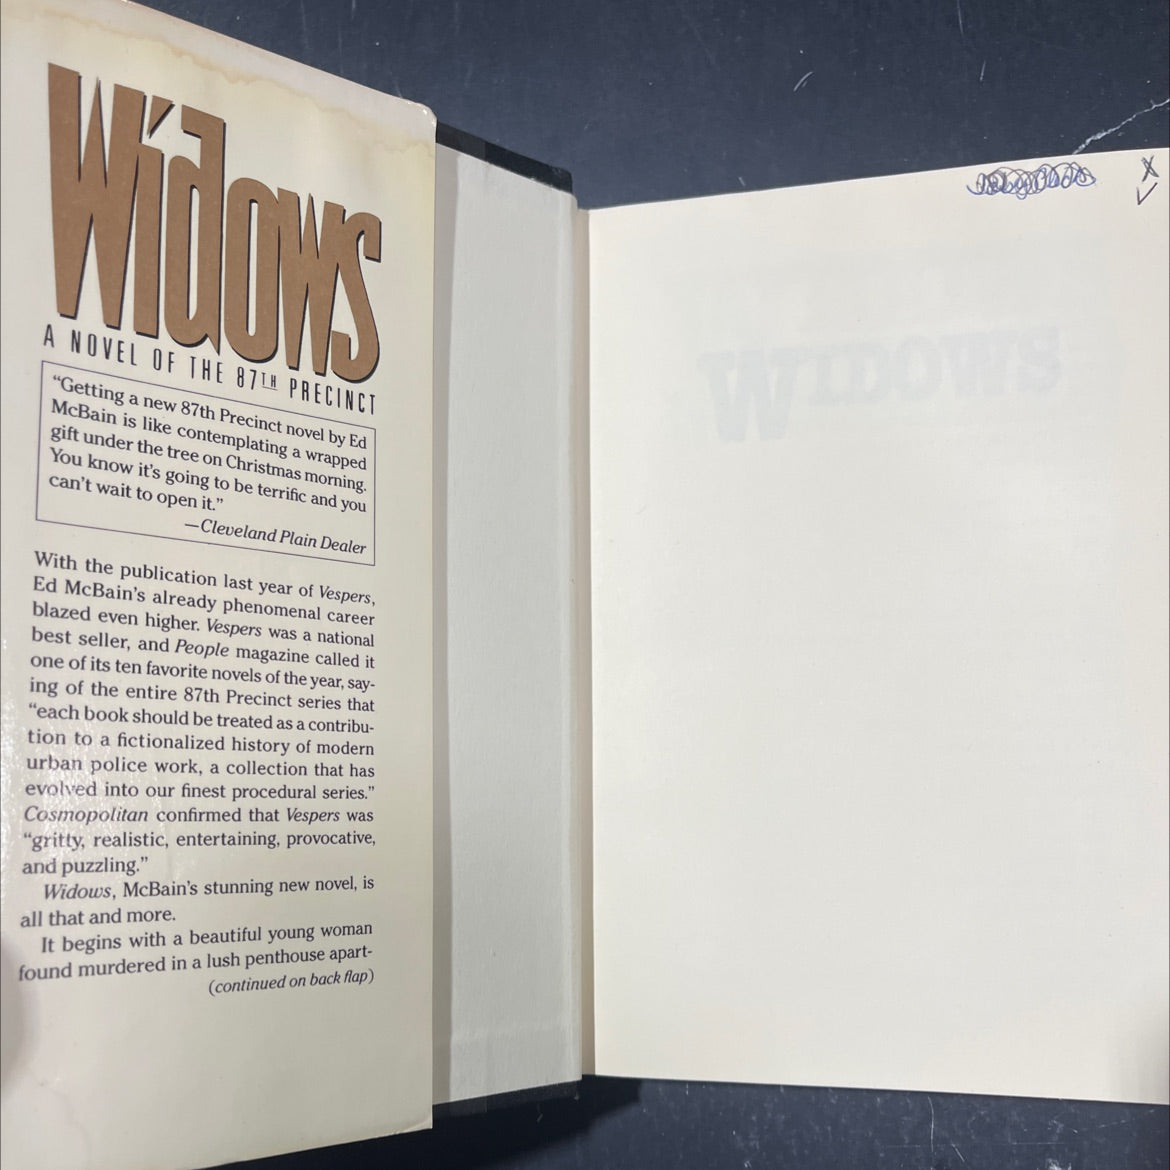 Widows
A NOVEL OF THE 87TH PRECINCT
“Getting a new 87th Precinct novel by Ed
McBain is like contemplating a wrapped
gift under the tree on Christmas morning.
You know it’s going to be terrific and you
can’t wait to open it.”
—Cleveland Plain Dealer
With the publication last year of Vespers,
Ed McBain’s already phenomenal career
blazed even higher. Vespers was a national
best seller, and People magazine called it
one of its ten favorite novels of the year, say-
ing of the entire 87th Precinct series that
“each book should be treated as a contribu-
tion to a fictionalized history of modern
urban police work, a collection that has
evolved into our finest procedural series.”
Cosmopolitan confirmed that Vespers was
“gritty, realistic, entertaining, provocative,
and puzzling.”
Widows, McBain’s stunning new novel, is
all that and more.
It begins with a beautiful young woman
found murdered in a lush penthouse apart-
(continued on back flap)
X
WIDOWS